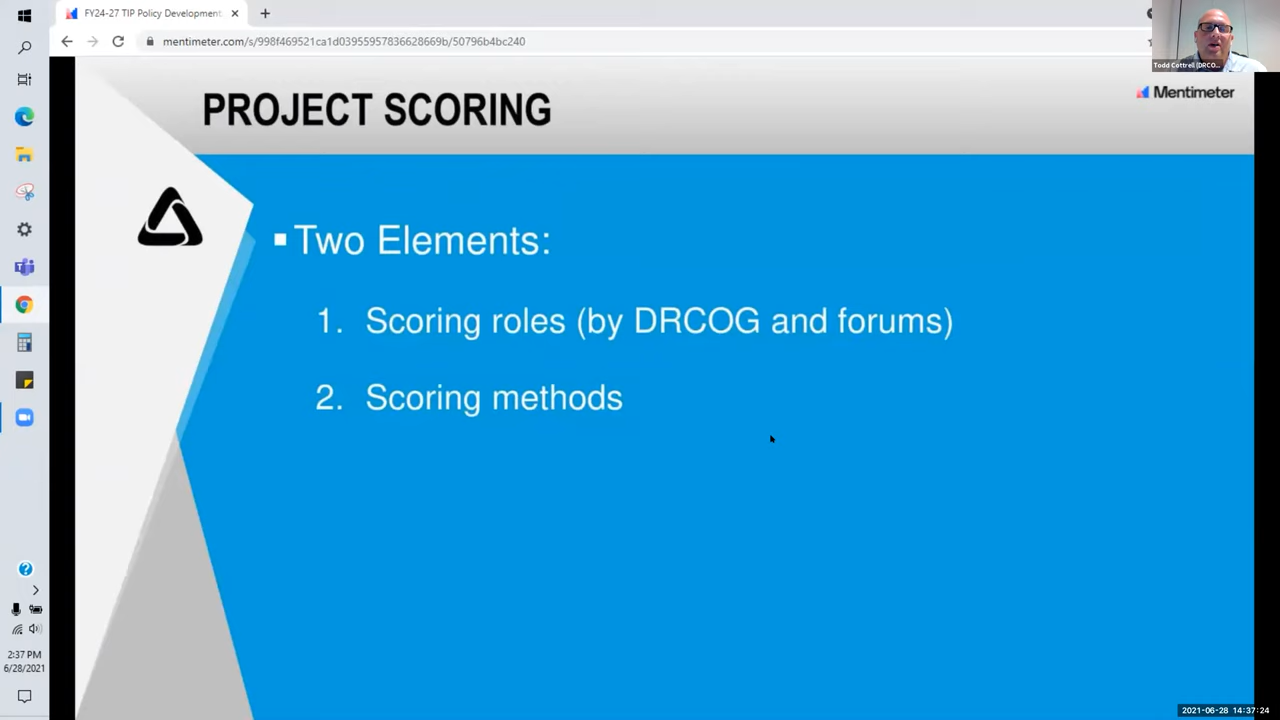 FY24-27 TIP Policy Development
mentimeter.com/s/998f469521ca1d03955957836628669b/50796b4bc240
Todd Cottrell (DRCO...
Mentimeter
PROJECT SCORING
Two Elements:
1. Scoring roles (by DRCOG and forums)
2. Scoring methods
2:37 PM
6/28/2021
2021-06-28 14:37:24